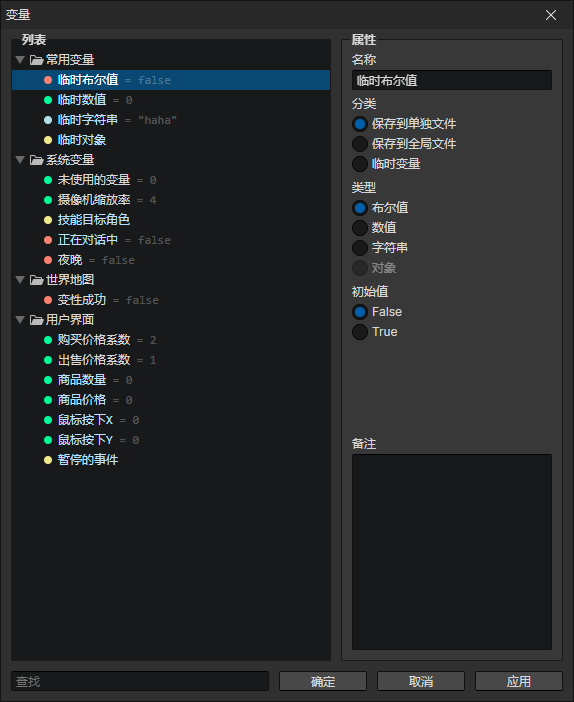 变量
列表
常用变量
临时布尔值 = false
临时数值 = 0
临时字符串 = "haha"
临时对象
系统变量
未使用的变量 = 0
摄像机缩放率 = 4
技能目标角色
正在对话中 = false
夜晚 = false
世界地图
变性成功 = false
用户界面
购买价格系数 = 2
出售价格系数 = 1
商品数量 = 0
商品价格 = 0
鼠标按下X = 0
鼠标按下Y = 0
暂停的事件
属性
名称
临时布尔值
分类
保存到单独文件
保存到全局文件
临时变量
类型
布尔值
数值
字符串
对象
初始值
False
True
备注
查找
确定
取消
应用